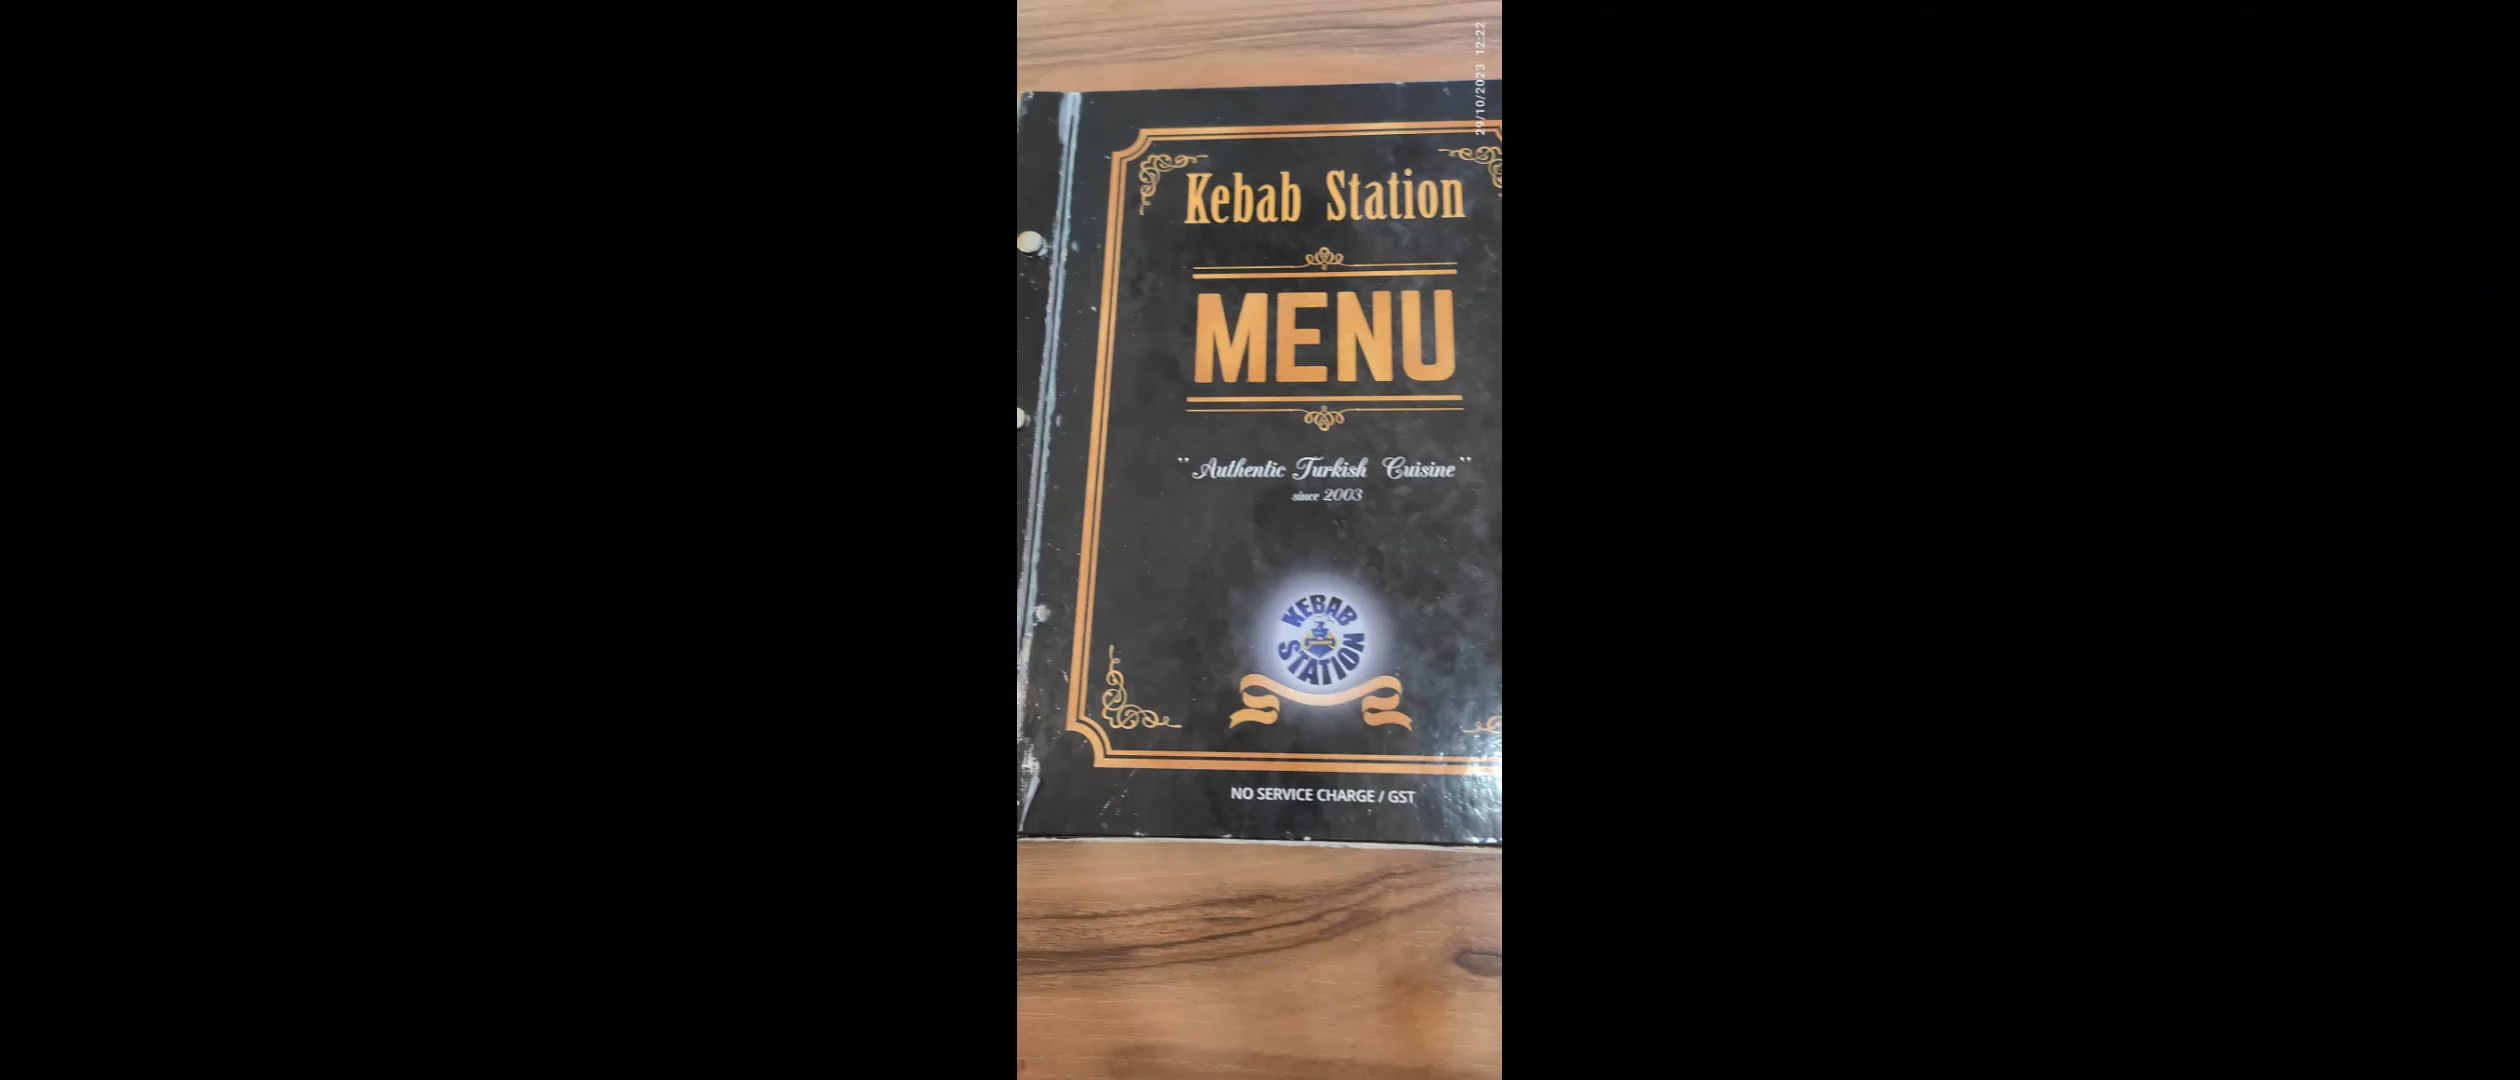 29/10/2023 12:22
Kebab Station
MENU
"Authentic Turkish Cuisine"
since 2003
KEBAB
STATION
NO SERVICE CHARGE / GST